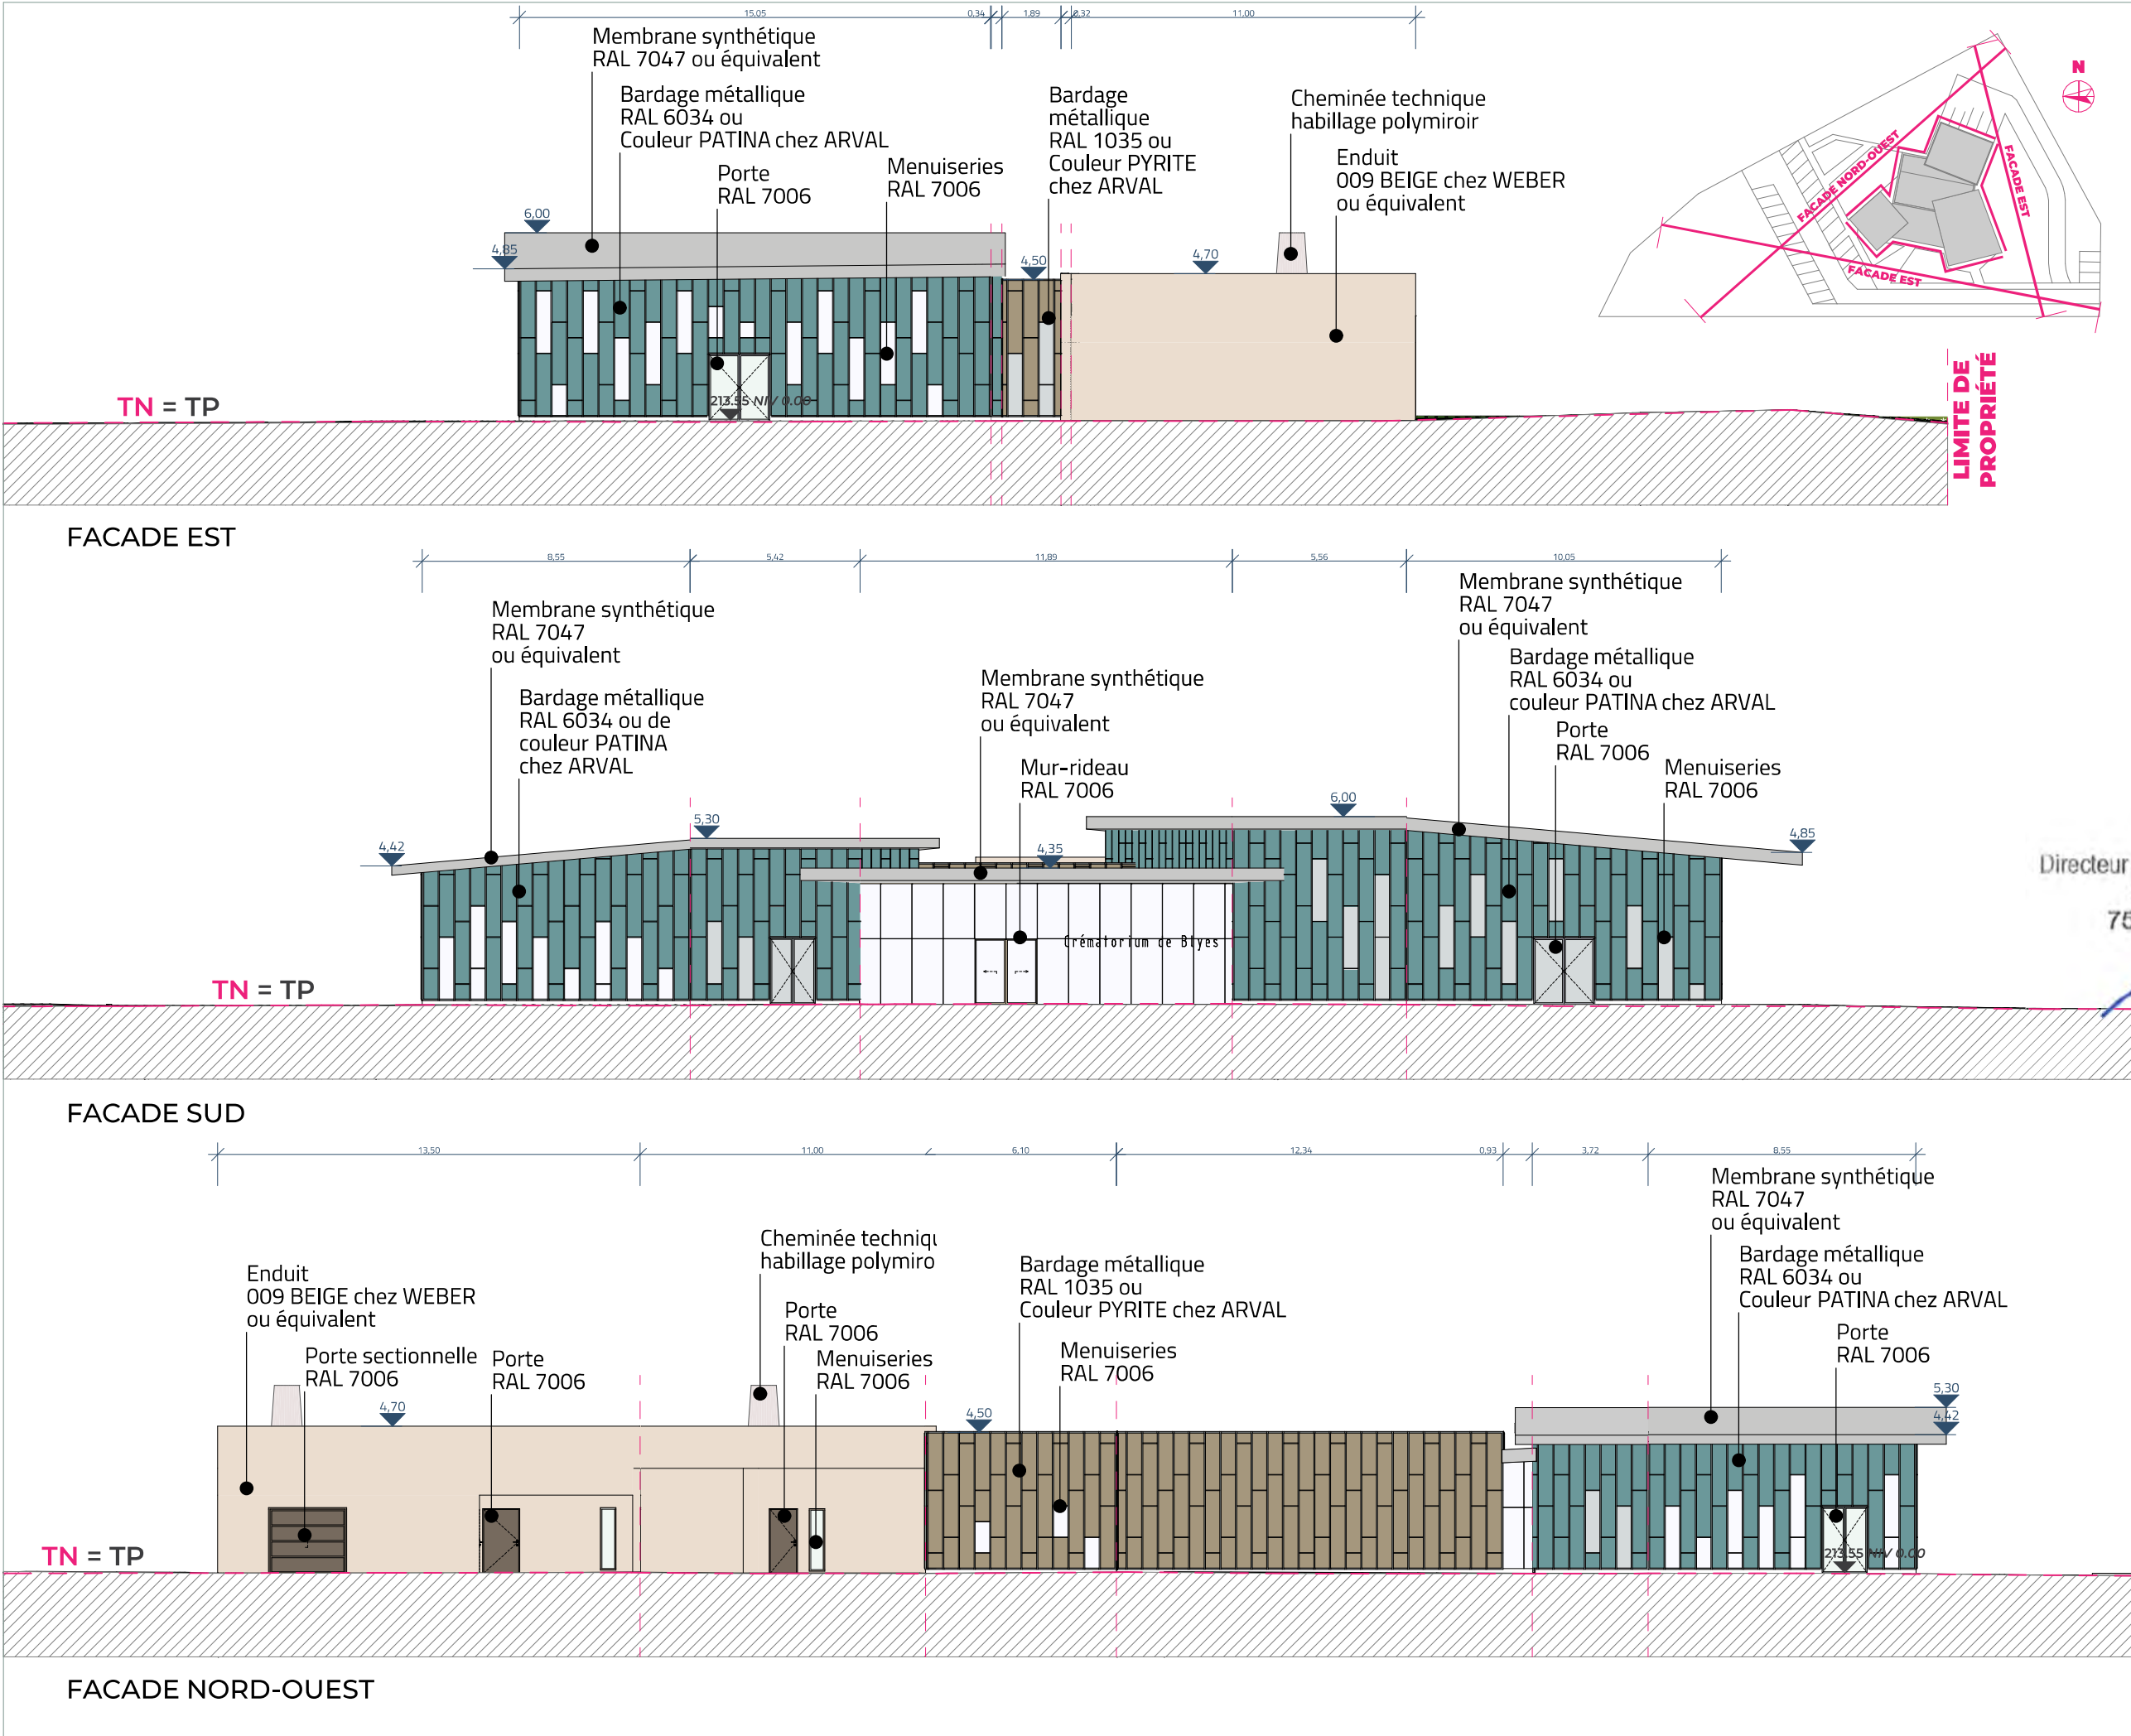 15,05
0,34
1,89
0,32
11,00
Membrane synthétique
RAL 7047 ou équivalent
Bardage métallique
RAL 6034 ou
Couleur PATINA chez ARVAL
Porte
RAL 7006
Menuiseries
RAL 7006
Bardage
métallique
RAL 1035 ou
Couleur PYRITE
chez ARVAL
Cheminée technique
habillage polymiroir
Enduit
009 BEIGE chez WEBER
ou équivalent
N
FACADE NORD-OUEST
FACADE EST
FACADE EST
6,00
4,85
4,50
4,70
213.55 NIV 0.00
TN = TP
LIMITE DE
PROPRIÉTÉ
FACADE EST
8,55
5,42
11,89
5,56
10,05
Membrane synthétique
RAL 7047
ou équivalent
Bardage métallique
RAL 6034 ou de
couleur PATINA
chez ARVAL
Membrane synthétique
RAL 7047
ou équivalent
Mur-rideau
RAL 7006
Membrane synthétique
RAL 7047
ou équivalent
Bardage métallique
RAL 6034 ou
couleur PATINA chez ARVAL
Porte
RAL 7006
Menuiseries
RAL 7006
4,42
5,30
4,35
6,00
4,85
Crématorium de Blyes
Directeur
75
TN = TP
FACADE SUD
13,50
11,00
6,10
12,34
0,93
3,72
8,55
Enduit
009 BEIGE chez WEBER
ou équivalent
Porte sectionnelle
RAL 7006
Porte
RAL 7006
Cheminée techniqu
habillage polymiro
Porte
RAL 7006
Menuiseries
RAL 7006
Bardage métallique
RAL 1035 ou
Couleur PYRITE chez ARVAL
Menuiseries
RAL 7006
Membrane synthétique
RAL 7047
ou équivalent
Bardage métallique
RAL 6034 ou
Couleur PATINA chez ARVAL
Porte
RAL 7006
4,70
4,50
5,30
4,42
213.55 NIV 0.00
TN = TP
FACADE NORD-OUEST